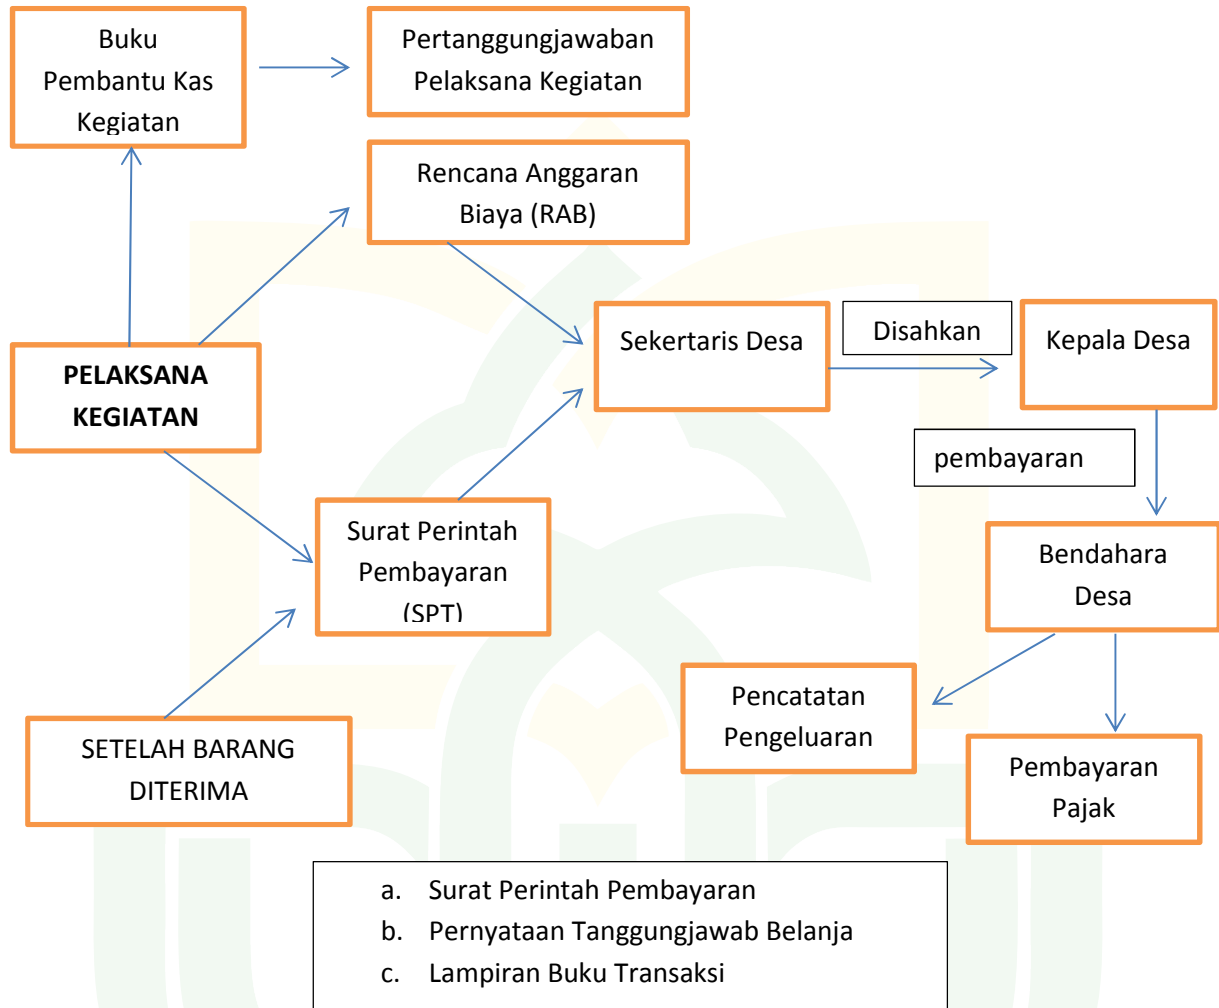 Buku
Pembantu Kas
Kegiatan
Pertanggungjawaban
Pelaksana Kegiatan
Rencana Anggaran
Biaya (RAB)
Sekertaris Desa
Disahkan
Kepala Desa
PELAKSANA
KEGIATAN
pembayaran
Surat Perintah
Pembayaran
(SPT)
Bendahara
Desa
Pencatatan
Pengeluaran
SETELAH BARANG
DITERIMA
Pembayaran
Pajak
a. Surat Perintah Pembayaran
b. Pernyataan Tanggungjawab Belanja
c. Lampiran Buku Transaksi